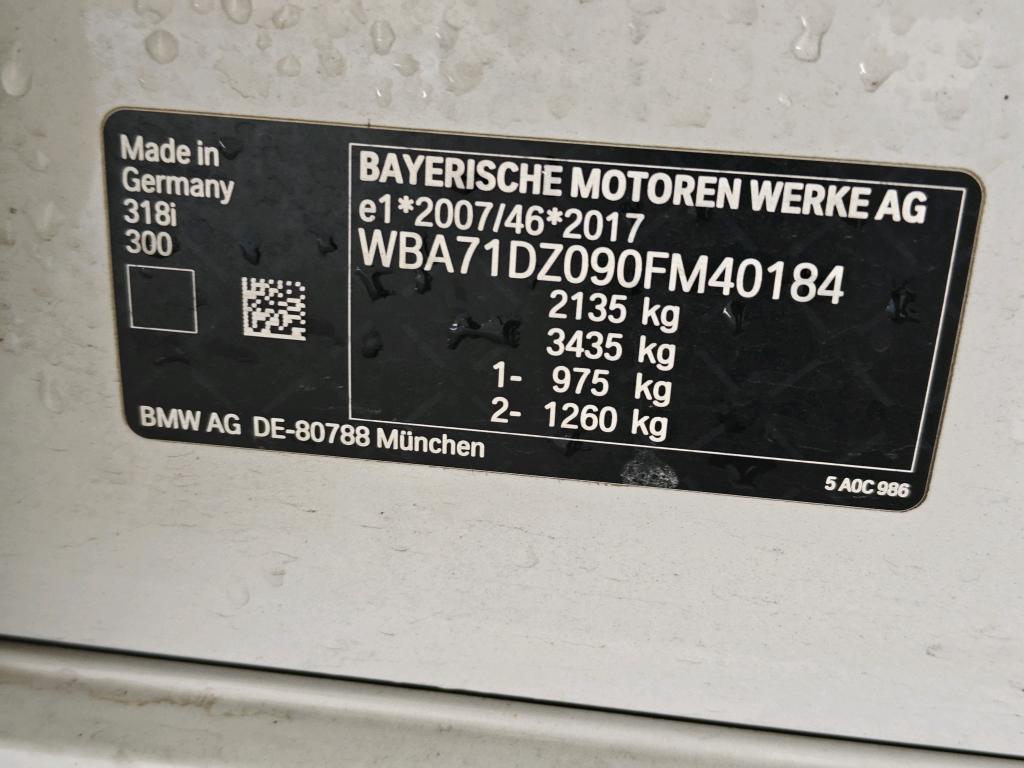 Made in
Germany
318i
300
BAYERISCHE MOTOREN WERKE AG
e1*2007/46*2017
WBA71DZ090FM40184
2135 kg
3435 kg
1- 975 kg
2- 1260 kg
BMW AG DE-80788 München
5 A0C 986